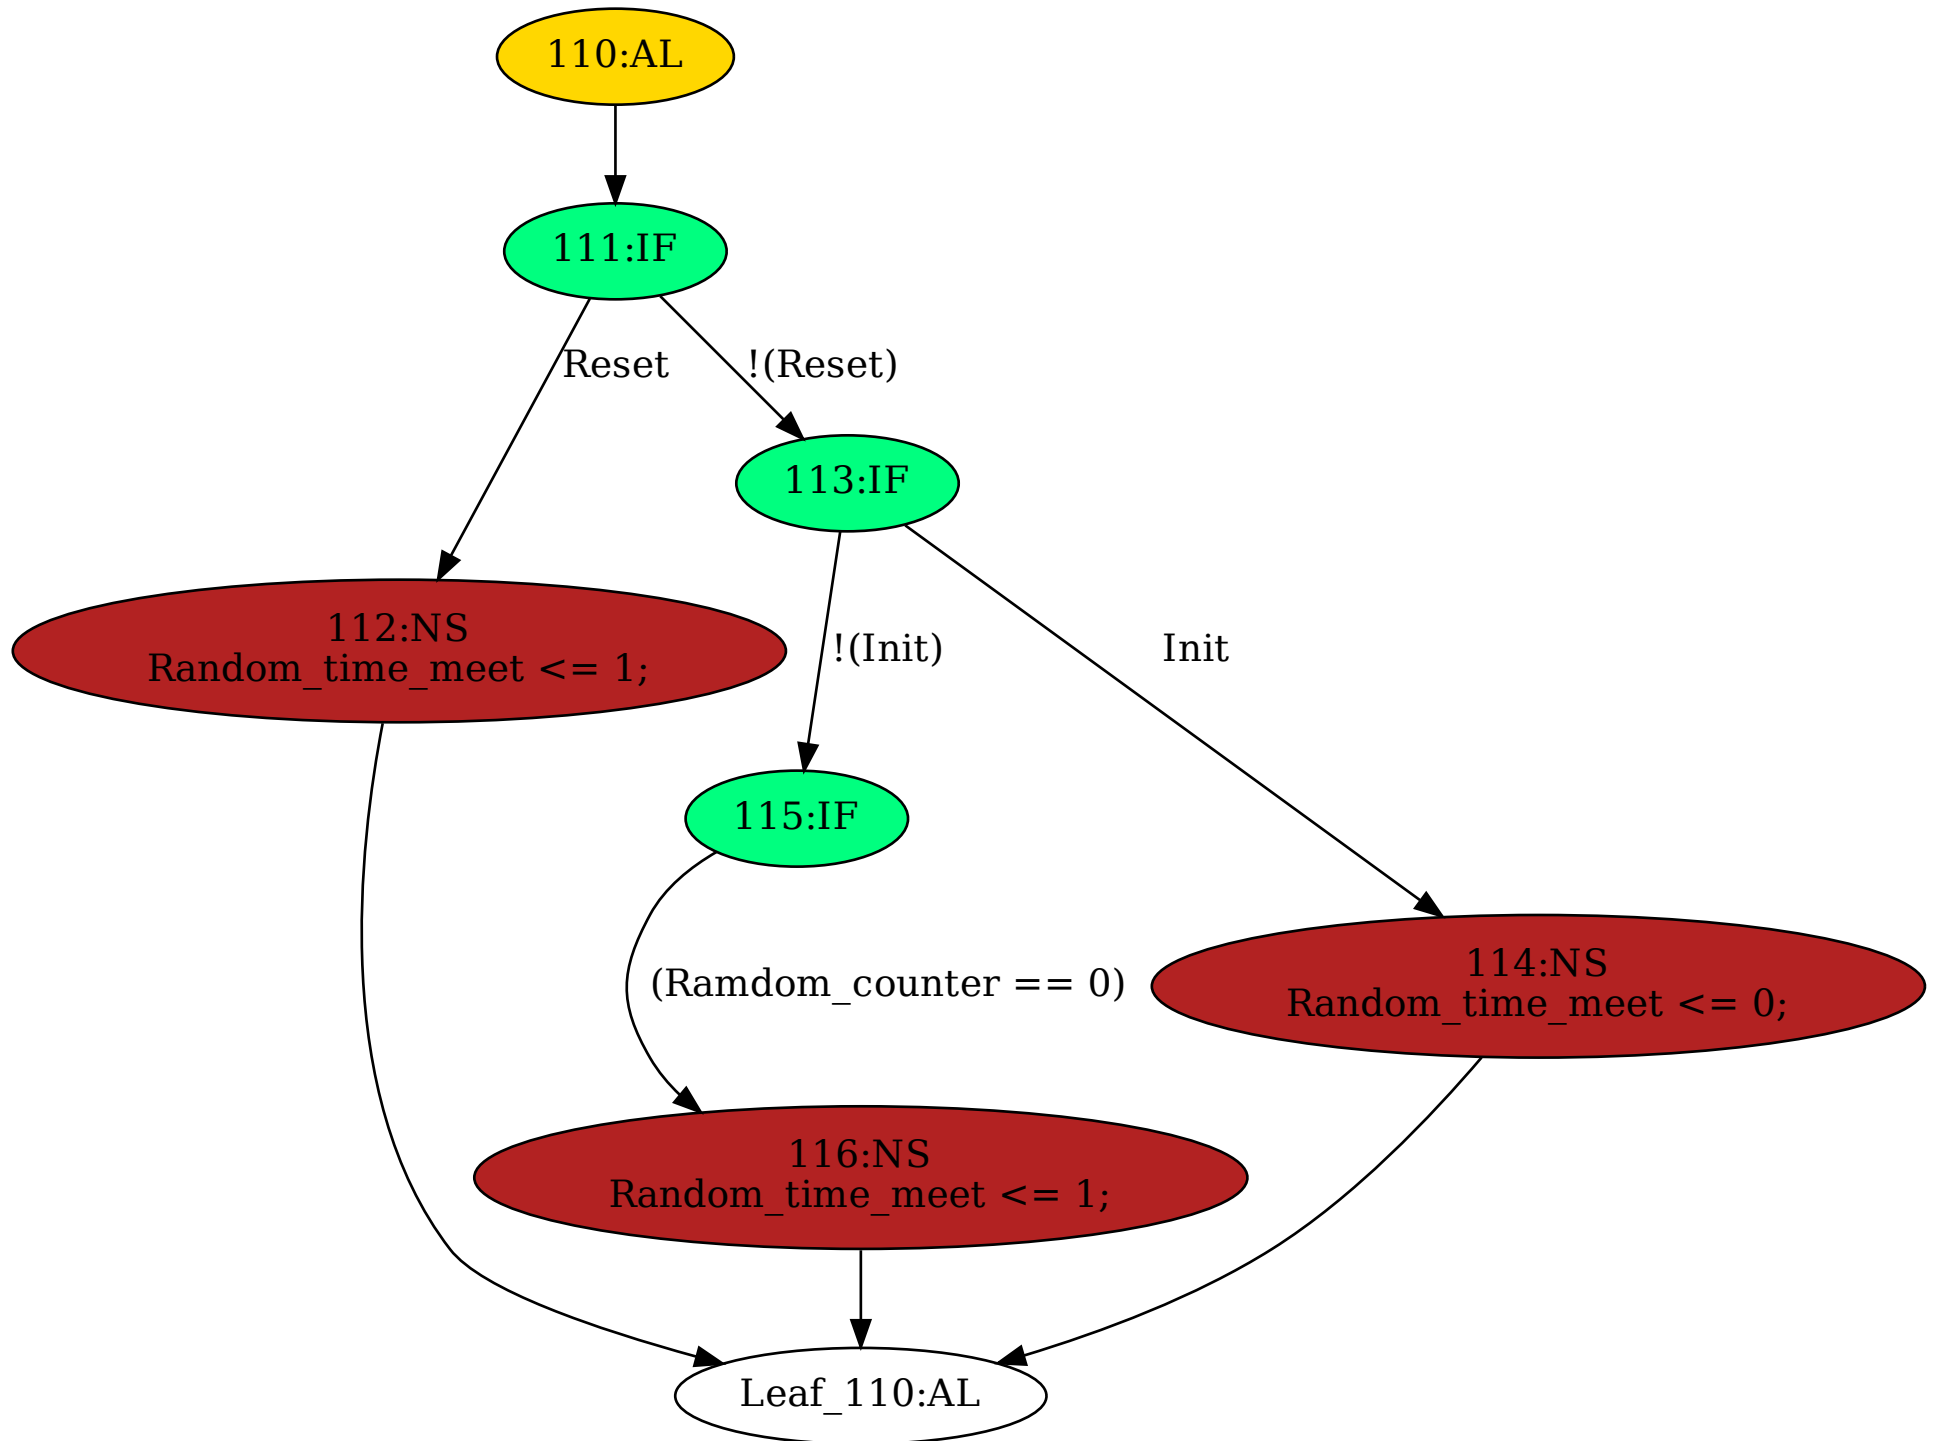 110:AL
111:IF
Reset
!(Reset)
113:IF
112:NS
Random_time_meet <= 1;
!(Init)
Init
115:IF
(Ramdom_counter == 0)
114:NS
Random_time_meet <= 0;
116:NS
Random_time_meet <= 1;
Leaf_110:AL